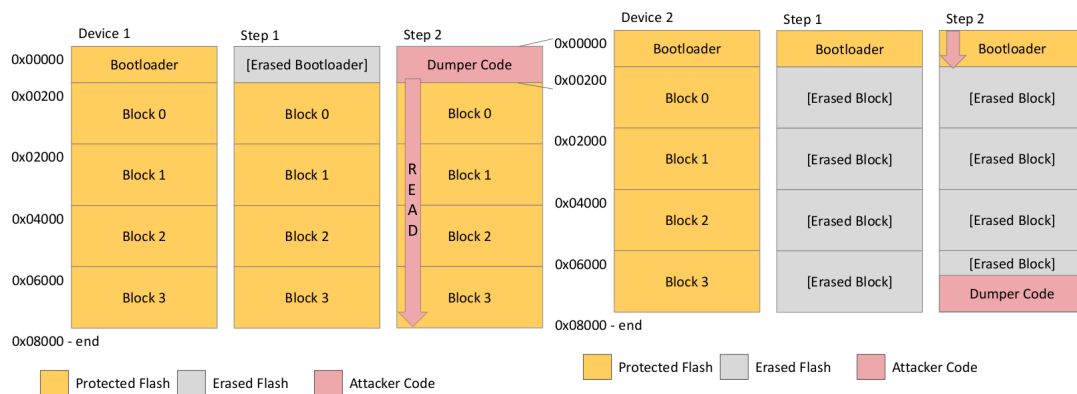 Device 1 Step 1 Step 2
0x00000 Bootloader [Erased Bootloader] Dumper Code
0x00200
Block 0 Block 0 Block 0
0x02000
Block 1 Block 1 Block 1
READ
0x04000
Block 2 Block 2 Block 2
0x06000
Block 3 Block 3 Block 3
0x08000 - end
Protected Flash Erased Flash Attacker Code
Device 2 Step 1 Step 2
0x00000 Bootloader Bootloader Bootloader
0x00200
Block 0 [Erased Block] [Erased Block]
0x02000
Block 1 [Erased Block] [Erased Block]
0x04000
Block 2 [Erased Block] [Erased Block]
0x06000
[Erased Block]
Block 3 [Erased Block] Dumper Code
0x08000 - end
Protected Flash Erased Flash Attacker Code